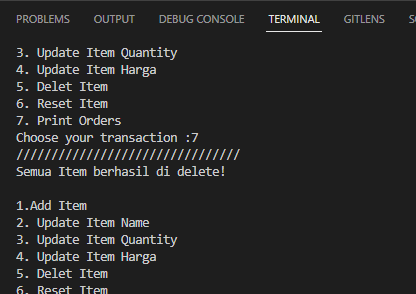 PROBLEMS OUTPUT DEBUG CONSOLE TERMINAL GITLENS
3. Update Item Quantity
4. Update Item Harga
5. Delet Item
6. Reset Item
7. Print Orders
Choose your transaction :7
////////////////////////////////
Semua Item berhasil di delete!
1.Add Item
2. Update Item Name
3. Update Item Quantity
4. Update Item Harga
5. Delet Item
6. Reset Item